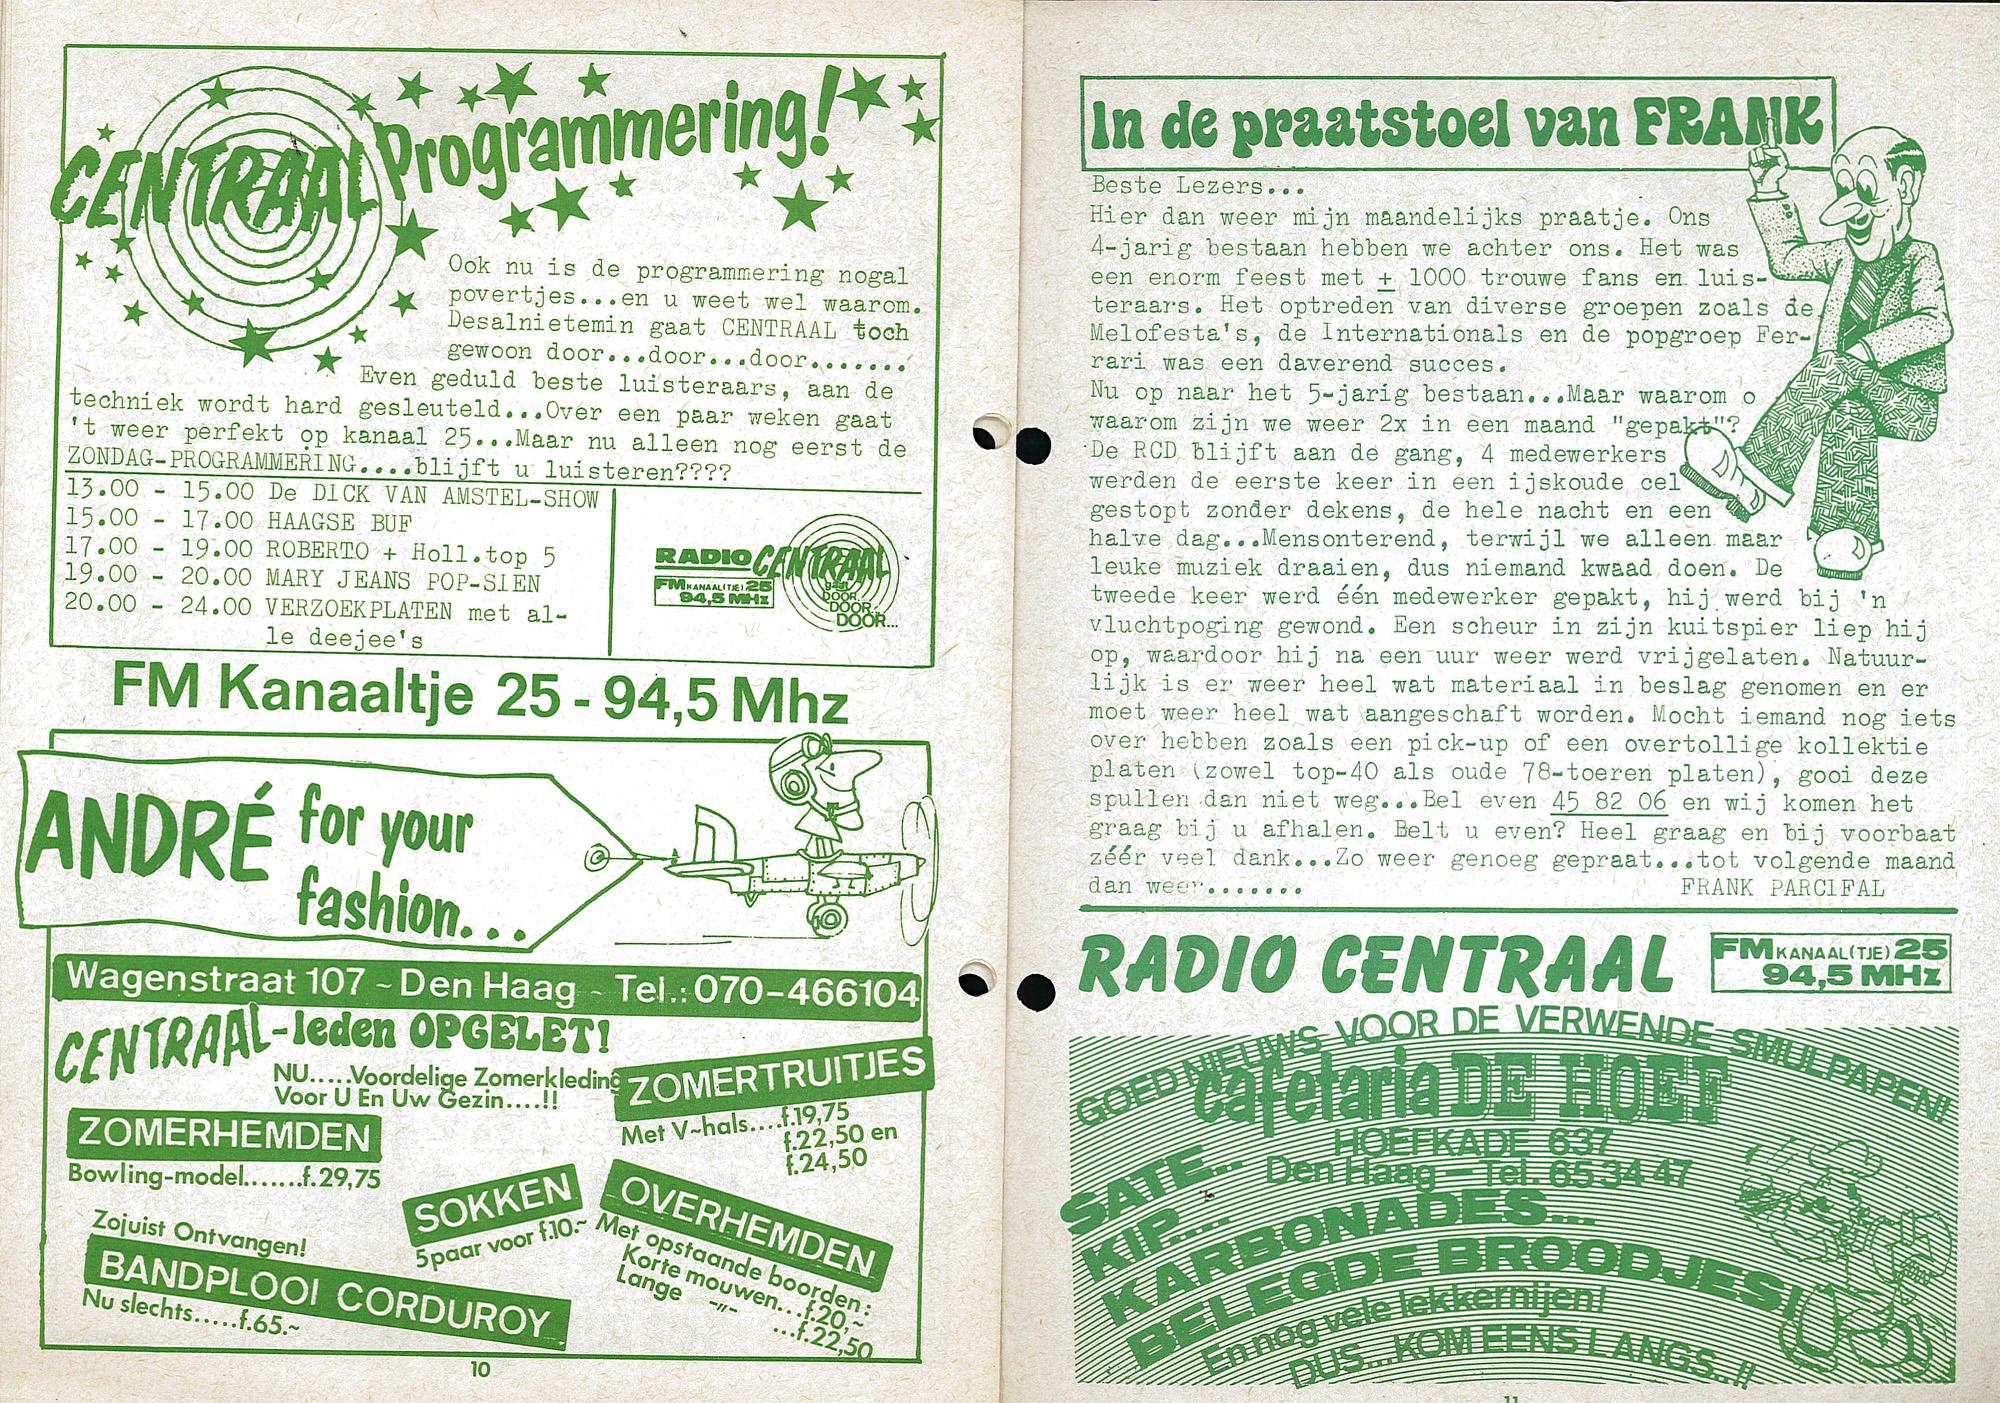 CENTRAAL Programmering!
Ook nu is de programmering nogal
povertjes...en u weet wel waarom.
Desalnietemin gaat CENTRAAL toch
gewoon door...door...door.......
Even geduld beste luisteraars, aan de
techniek wordt hard gesleuteld...Over een paar weken gaat
't weer perfekt op kanaal 25...Maar nu alleen nog eerst de
ZONDAG-PROGRAMMERING....blijft u luisteren????
13.00 - 15.00 De DICK VAN AMSTEL-SHOW
15.00 - 17.00 HAAGSE BUF
17.00 - 19.00 ROBERTO + Holl.top 5
19.00 - 20.00 MARY JEANS POP-SIEN
20.00 - 24.00 VERZOEKPLATEN met al-
le deejee's
RADIO CENTRAAL
FM KANAAL(TJE) 25
94,5 MHz
gaat
DOOR..
DOOR..
DOOR...
FM Kanaaltje 25 - 94,5 Mhz
ANDRÉ for your
fashion...
Wagenstraat 107 ~ Den Haag ~ Tel.: 070-466104
CENTRAAL-leden OPGELET!
NU.....Voordelige Zomerkleding
Voor U En Uw Gezin....!!
ZOMERTRUITJES
Met V~hals....f.19,75
f.22,50 en
f.24,50
ZOMERHEMDEN
Bowling-model.......f.29,75
SOKKEN
5 paar voor f.10.~
OVERHEMDEN
Met opstaande boorden:
Korte mouwen...f.20,~
Lange -„- ...f.22,50
Zojuist Ontvangen!
BANDPLOOI CORDUROY
Nu slechts.....f.65.~
10
In de praatstoel van FRANK
Beste Lezers...
Hier dan weer mijn maandelijks praatje. Ons
4-jarig bestaan hebben we achter ons. Het was
een enorm feest met ± 1000 trouwe fans en luis-
teraars. Het optreden van diverse groepen zoals de
Melofesta's, de Internationals en de popgroep Fer-
rari was een daverend succes.
Nu op naar het 5-jarig bestaan...Maar waarom o
waarom zijn we weer 2x in een maand "gepakt"?
De RCD blijft aan de gang, 4 medewerkers
werden de eerste keer in een ijskoude cel
gestopt zonder dekens, de hele nacht en een
halve dag...Mensonterend, terwijl we alleen maar
leuke muziek draaien, dus niemand kwaad doen. De
tweede keer werd één medewerker gepakt, hij werd bij 'n
vluchtpoging gewond. Een scheur in zijn kuitspier liep hij
op, waardoor hij na een uur weer werd vrijgelaten. Natuur-
lijk is er weer heel wat materiaal in beslag genomen en er
moet weer heel wat aangeschaft worden. Mocht iemand nog iets
over hebben zoals een pick-up of een overtollige kollektie
platen (zowel top-40 als oude 78-toeren platen), gooi deze
spullen dan niet weg...Bel even 45 82 06 en wij komen het
graag bij u afhalen. Belt u even? Heel graag en bij voorbaat
zéér veel dank...Zo weer genoeg gepraat...tot volgende maand
dan weer....... FRANK PARCIFAL
RADIO CENTRAAL FM KANAAL(TJE) 25
94,5 MHz
GOED NIEUWS VOOR DE VERWENDE SMULPAPEN!
cafetaria DE HOEF
HOEFKADE 637
Den Haag — Tel. 65 34 47
SATE...
KIP....
KARBONADES...
BELEGDE BROODJES!
En nog vele lekkernijen!
DUS...KOM EENS LANGS..!!
11